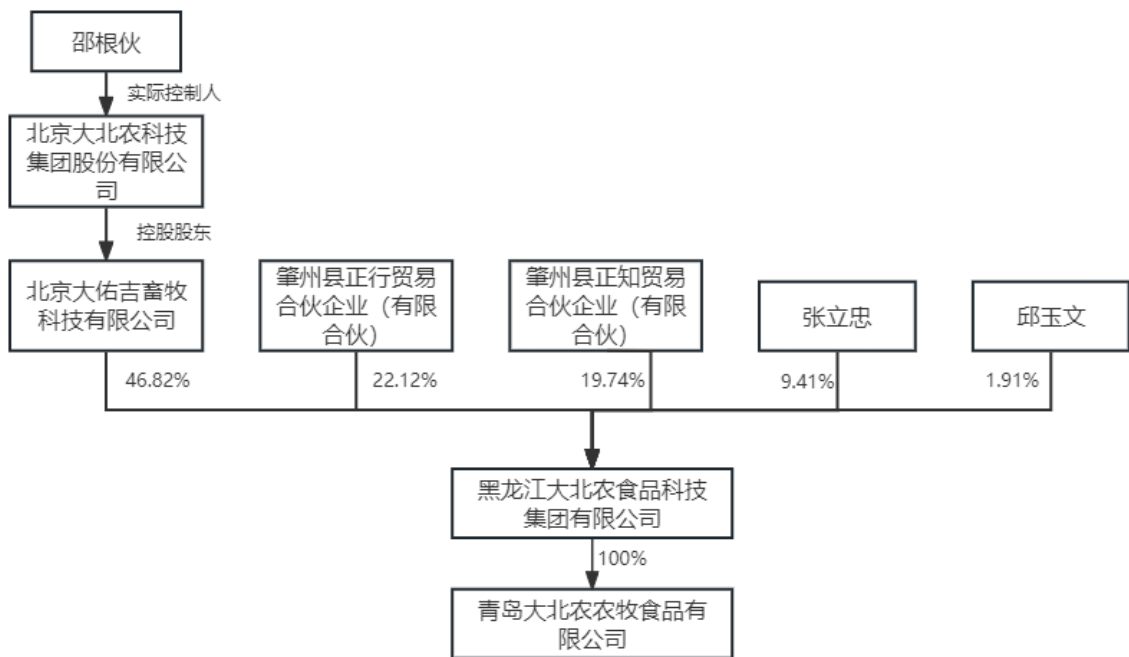 邵根伙
实际控制人
北京大北农科技
集团股份有限公
司
控股股东
北京大佑吉畜牧
科技有限公司
肇州县正行贸易
合伙企业（有限
合伙）
肇州县正知贸易
合伙企业（有限
合伙）
张立忠
邱玉文
46.82%
22.12%
19.74%
9.41%
1.91%
黑龙江大北农食品科技
集团有限公司
100%
青岛大北农农牧食品有
限公司